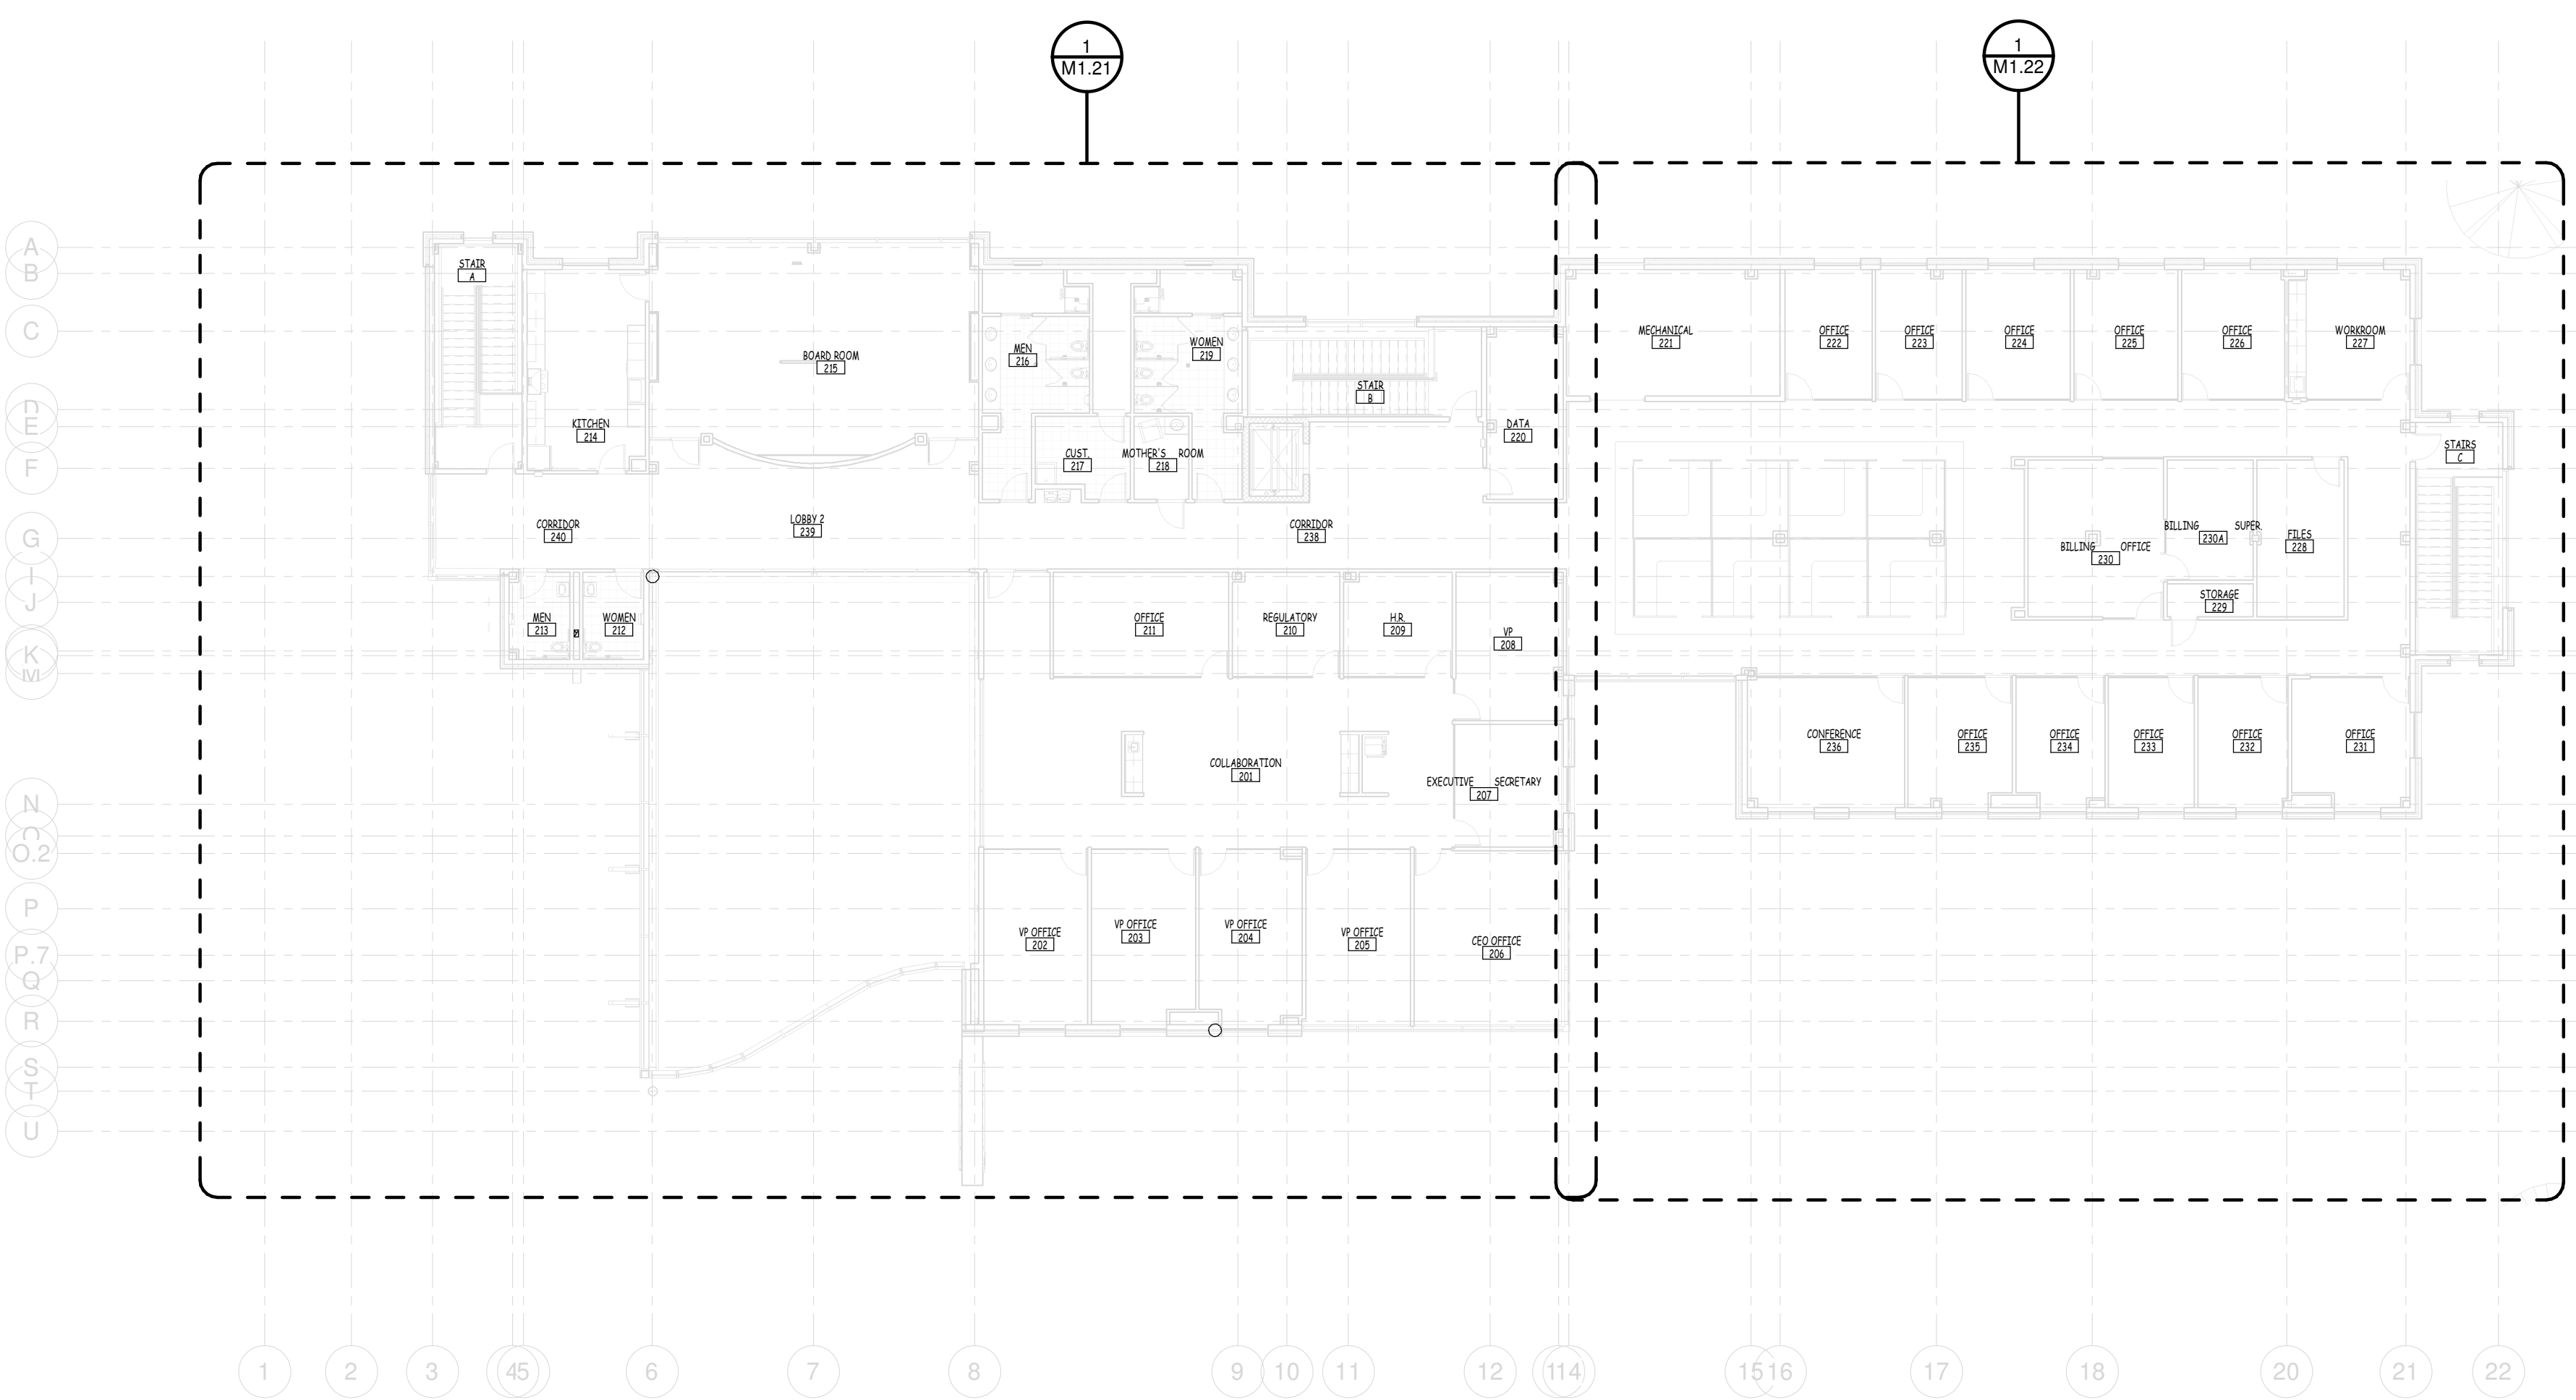 1
M1.21
1
M1.22
A
B
C
D
E
F
G
I
J
K
M
N
O.2
P
P.7
Q
R
S
T
U
STAIR
A
KITCHEN
214
BOARD ROOM
215
MEN
216
WOMEN
219
CUST.
217
MOTHER'S ROOM
218
STAIR
B
DATA
220
MECHANICAL
221
OFFICE
222
OFFICE
223
OFFICE
224
OFFICE
225
OFFICE
226
WORKROOM
227
STAIRS
C
CORRIDOR
240
LOBBY 2
239
CORRIDOR
238
BILLING OFFICE
230
BILLING SUPER.
230A
FILES
228
STORAGE
229
MEN
213
WOMEN
212
OFFICE
211
REGULATORY
210
H.R.
209
VP
208
COLLABORATION
201
EXECUTIVE SECRETARY
207
CONFERENCE
236
OFFICE
235
OFFICE
234
OFFICE
233
OFFICE
232
OFFICE
231
VP OFFICE
202
VP OFFICE
203
VP OFFICE
204
VP OFFICE
205
CEO OFFICE
206
1 2 3 4 5 6 7 8 9 10 11 12 14 15 16 17 18 20 21 22